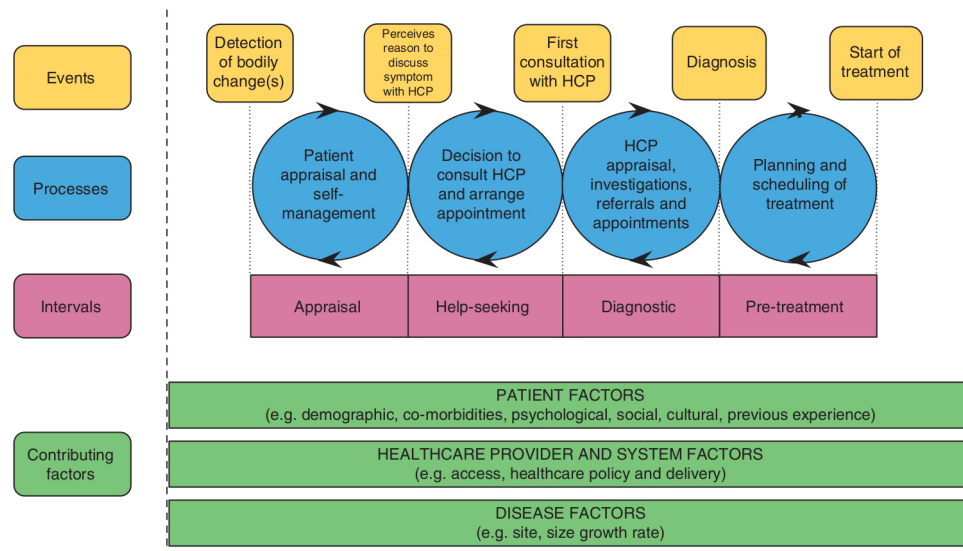 Events
Detection
of bodily
change(s)
Perceives
reason to
discuss
symptom
with HCP
First
consultation
with HCP
Diagnosis
Start of
treatment
Processes
Patient
appraisal and
self-
management
Decision to
consult HCP
and arrange
appointment
HCP
appraisal,
investigations,
referrals and
appointments
Planning and
scheduling of
treatment
Intervals
Appraisal
Help-seeking
Diagnostic
Pre-treatment
Contributing
factors
PATIENT FACTORS
(e.g. demographic, co-morbidities, psychological, social, cultural, previous experience)
HEALTHCARE PROVIDER AND SYSTEM FACTORS
(e.g. access, healthcare policy and delivery)
DISEASE FACTORS
(e.g. site, size growth rate)